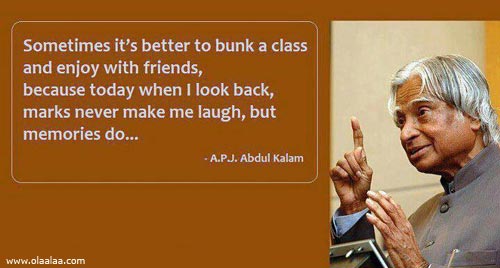 Sometimes it's better to bunk a class
and enjoy with friends,
because today when I look back,
marks never make me laugh, but
memories do...
- A.P.J. Abdul Kalam
www.olaalaa.com